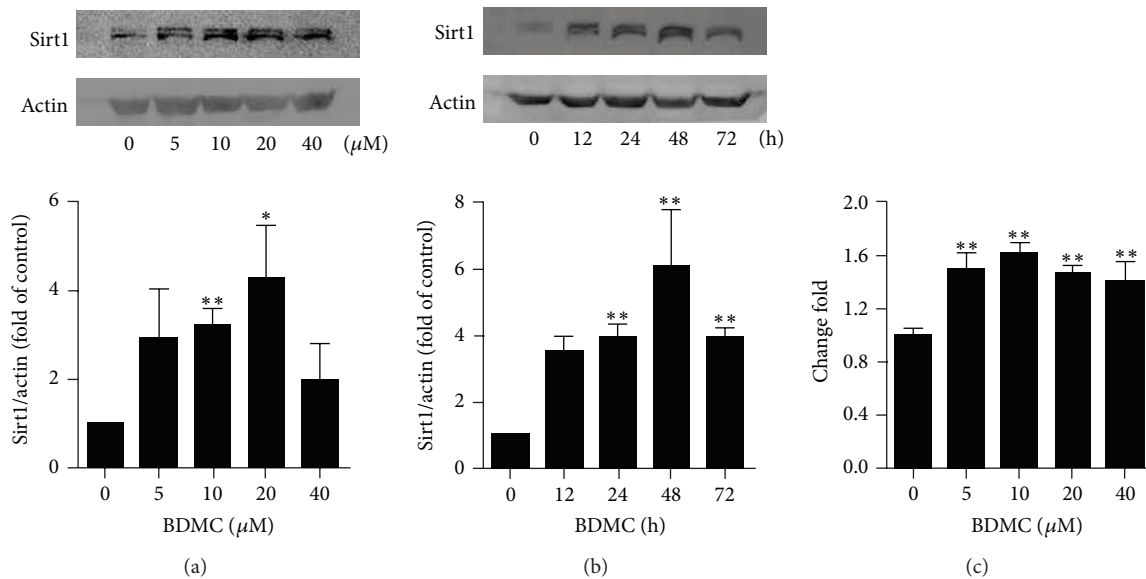 Sirt1
Actin
0 5 10 20 40 (μM)
Sirt1/actin (fold of control)
6
4
2
0
*
**
0 5 10 20 40
BDMC (μM)
(a)
Sirt1
Actin
0 12 24 48 72 (h)
Sirt1/actin (fold of control)
8
6
4
2
0
**
**
**
0 12 24 48 72
BDMC (h)
(b)
Change fold
2.0
1.6
1.2
0.4
0.0
** ** ** **
0 5 10 20 40
BDMC (μM)
(c)